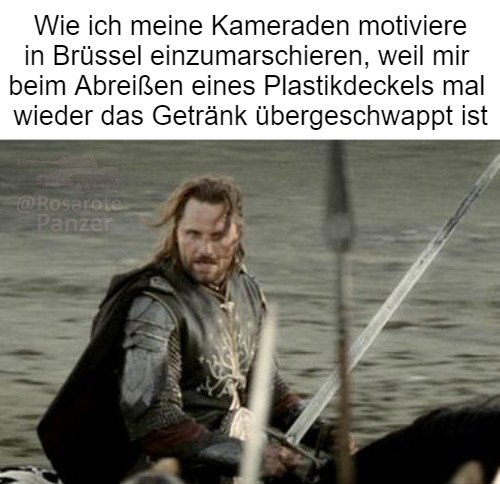 Wie ich meine Kameraden motiviere
in Brüssel einzumarschieren, weil mir
beim Abreißen eines Plastikdeckels mal
wieder das Getränk übergeschwappt ist
@Rosarote
Panzer